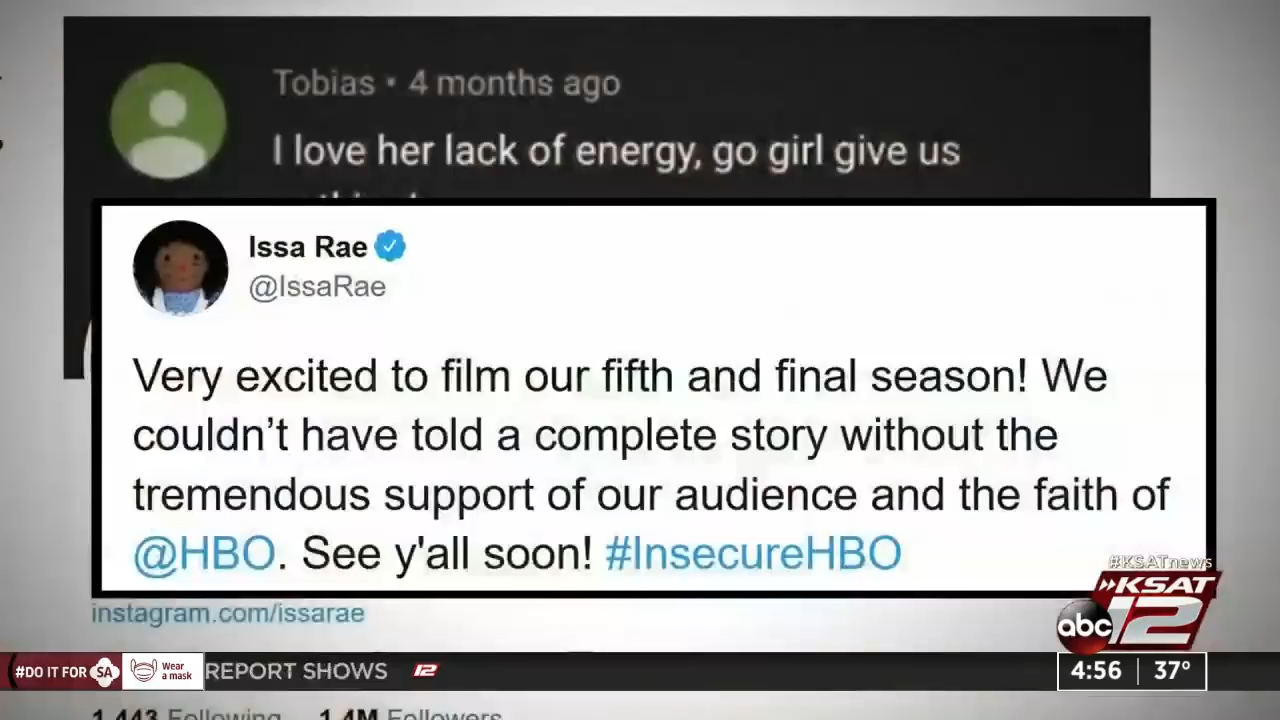 Tobias • 4 months ago
I love her lack of energy, go girl give us
Issa Rae
@IssaRae
Very excited to film our fifth and final season! We
couldn't have told a complete story without the
tremendous support of our audience and the faith of
@HBO. See y'all soon! #InsecureHBO
#KSATnews
KSAT
abc 12
instagram.com/issarae
#DO IT FOR SA
Wear
a mask
REPORT SHOWS 12
4:56 37°
1,443 Following 1.4M Followers